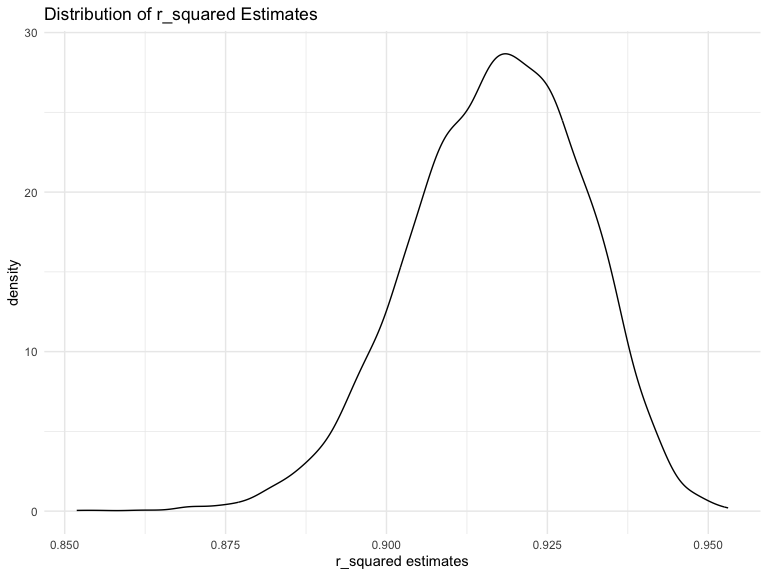 Distribution of r_squared Estimates
30
20
10
0
density
0.850 0.875 0.900 0.925 0.950
r_squared estimates